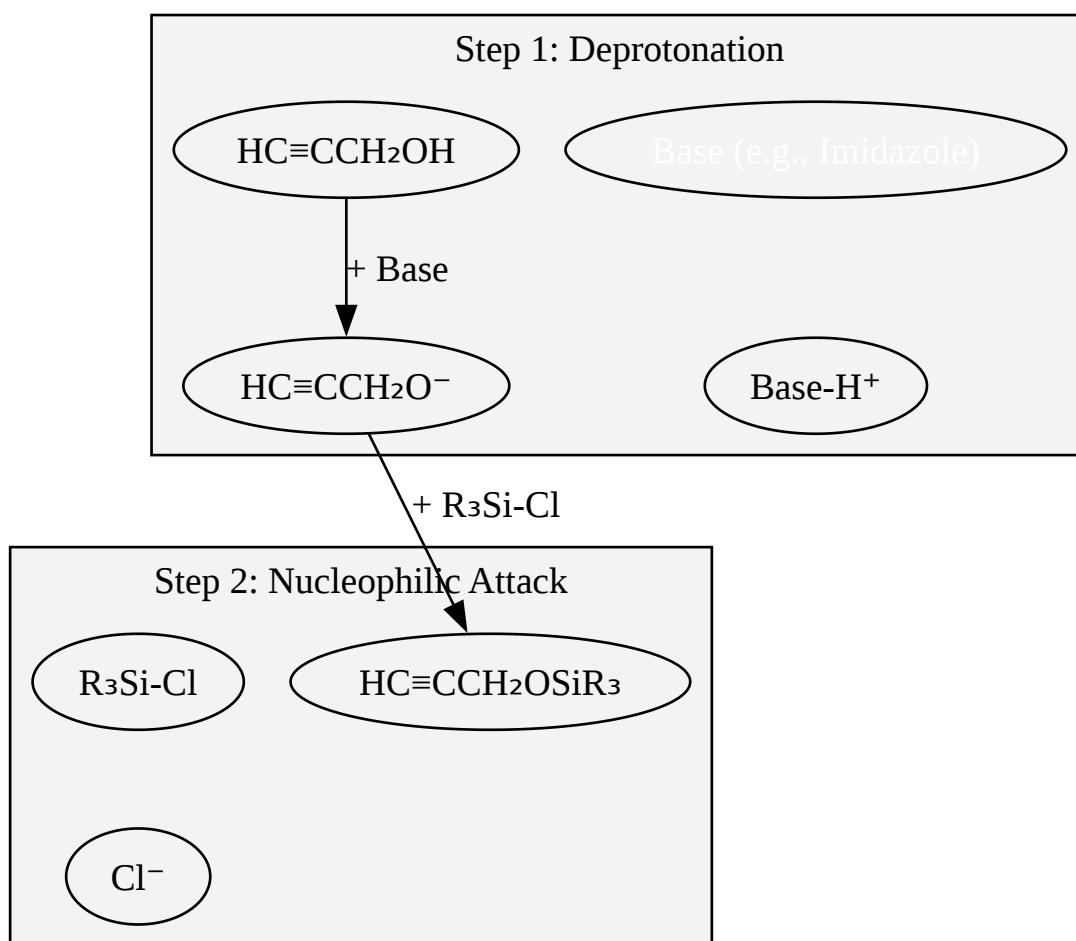 Step 1: Deprotonation
HC≡CCH₂OH
Base (e.g., Imidazole)
+ Base
HC≡CCH₂O⁻
Base-H⁺
+ R₃Si-Cl
Step 2: Nucleophilic Attack
R₃Si-Cl
HC≡CCH₂OSiR₃
Cl⁻